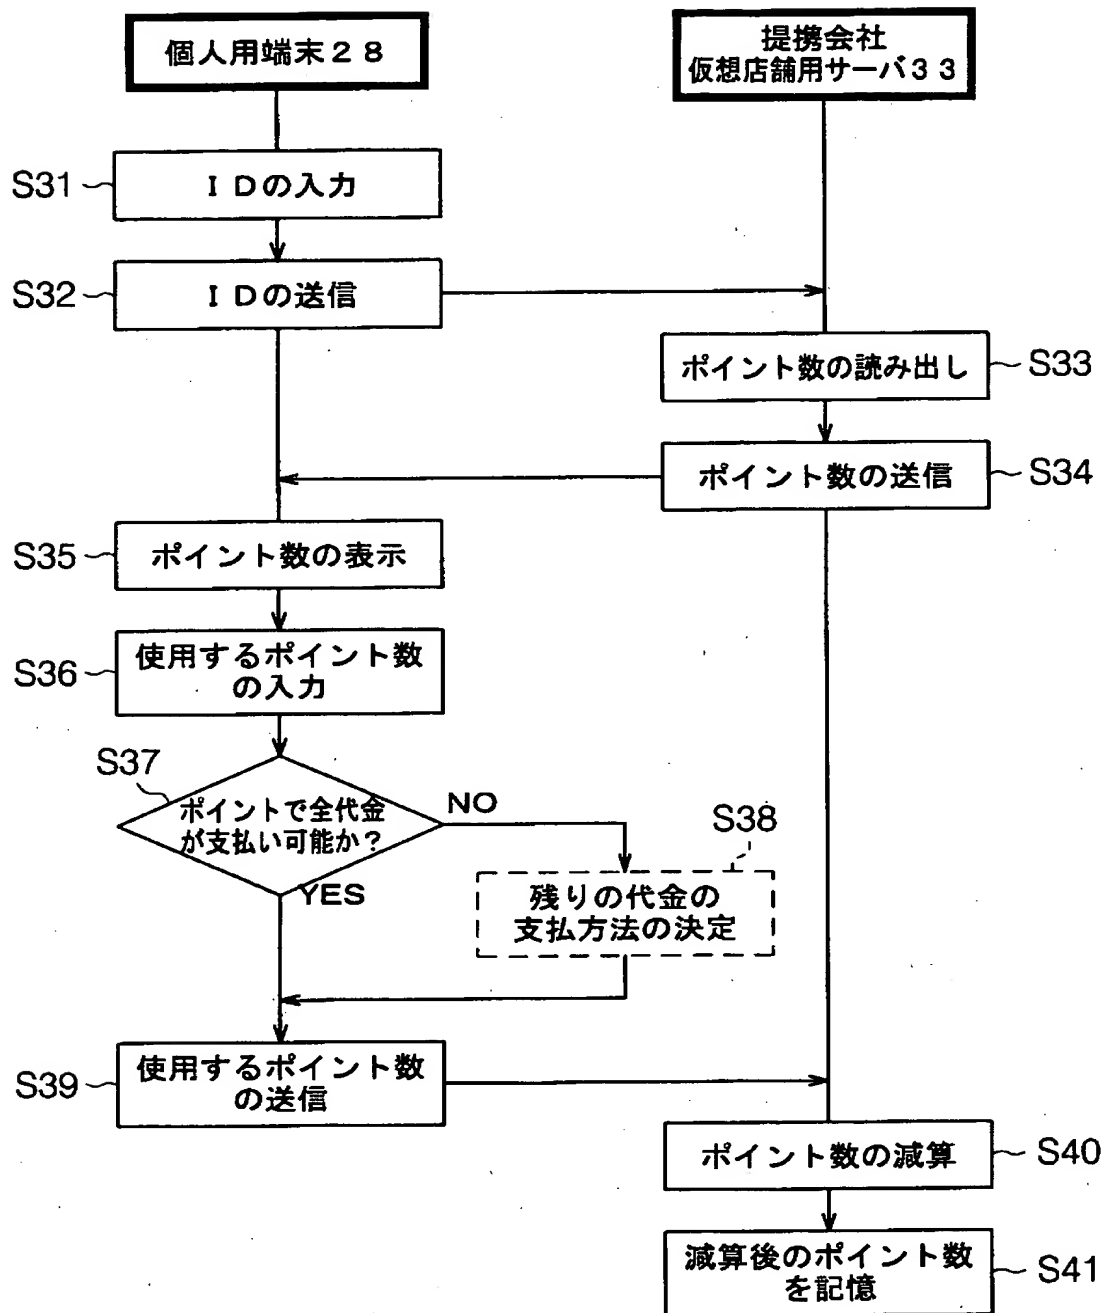 個人用端末２８
提携会社
仮想店舗用サーバ３３
S31
ＩＤの入力
S32
ＩＤの送信
ポイント数の読み出し
S33
ポイント数の送信
S34
S35
ポイント数の表示
S36
使用するポイント数
の入力
S37
ポイントで全代金
が支払い可能か？
NO
YES
S38
残りの代金の
支払方法の決定
S39
使用するポイント数
の送信
ポイント数の減算
S40
減算後のポイント数
を記憶
S41